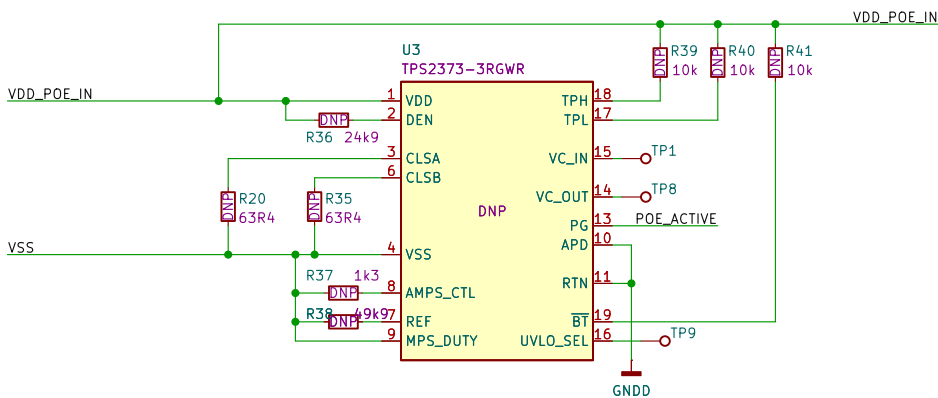 VDD_POE_IN
U3
TPS2373-3RGWR
R39
10k
DNP
R40
10k
DNP
R41
10k
DNP
VDD_POE_IN
1 VDD
TPH 18
2 DEN
TPL 17
DNP
R36 24k9
3 CLSA
VC_IN 15
TP1
6 CLSB
DNP
R20
63R4
DNP
R35
63R4
VC_OUT 14
TP8
DNP
PG 13
POE_ACTIVE
APD 10
VSS
4 VSS
R37 1k3
DNP
8 AMPS_CTL
RTN 11
R38 49k9
DNP
7 REF
BT 19
9 MPS_DUTY
UVLO_SEL 16
TP9
GNDD